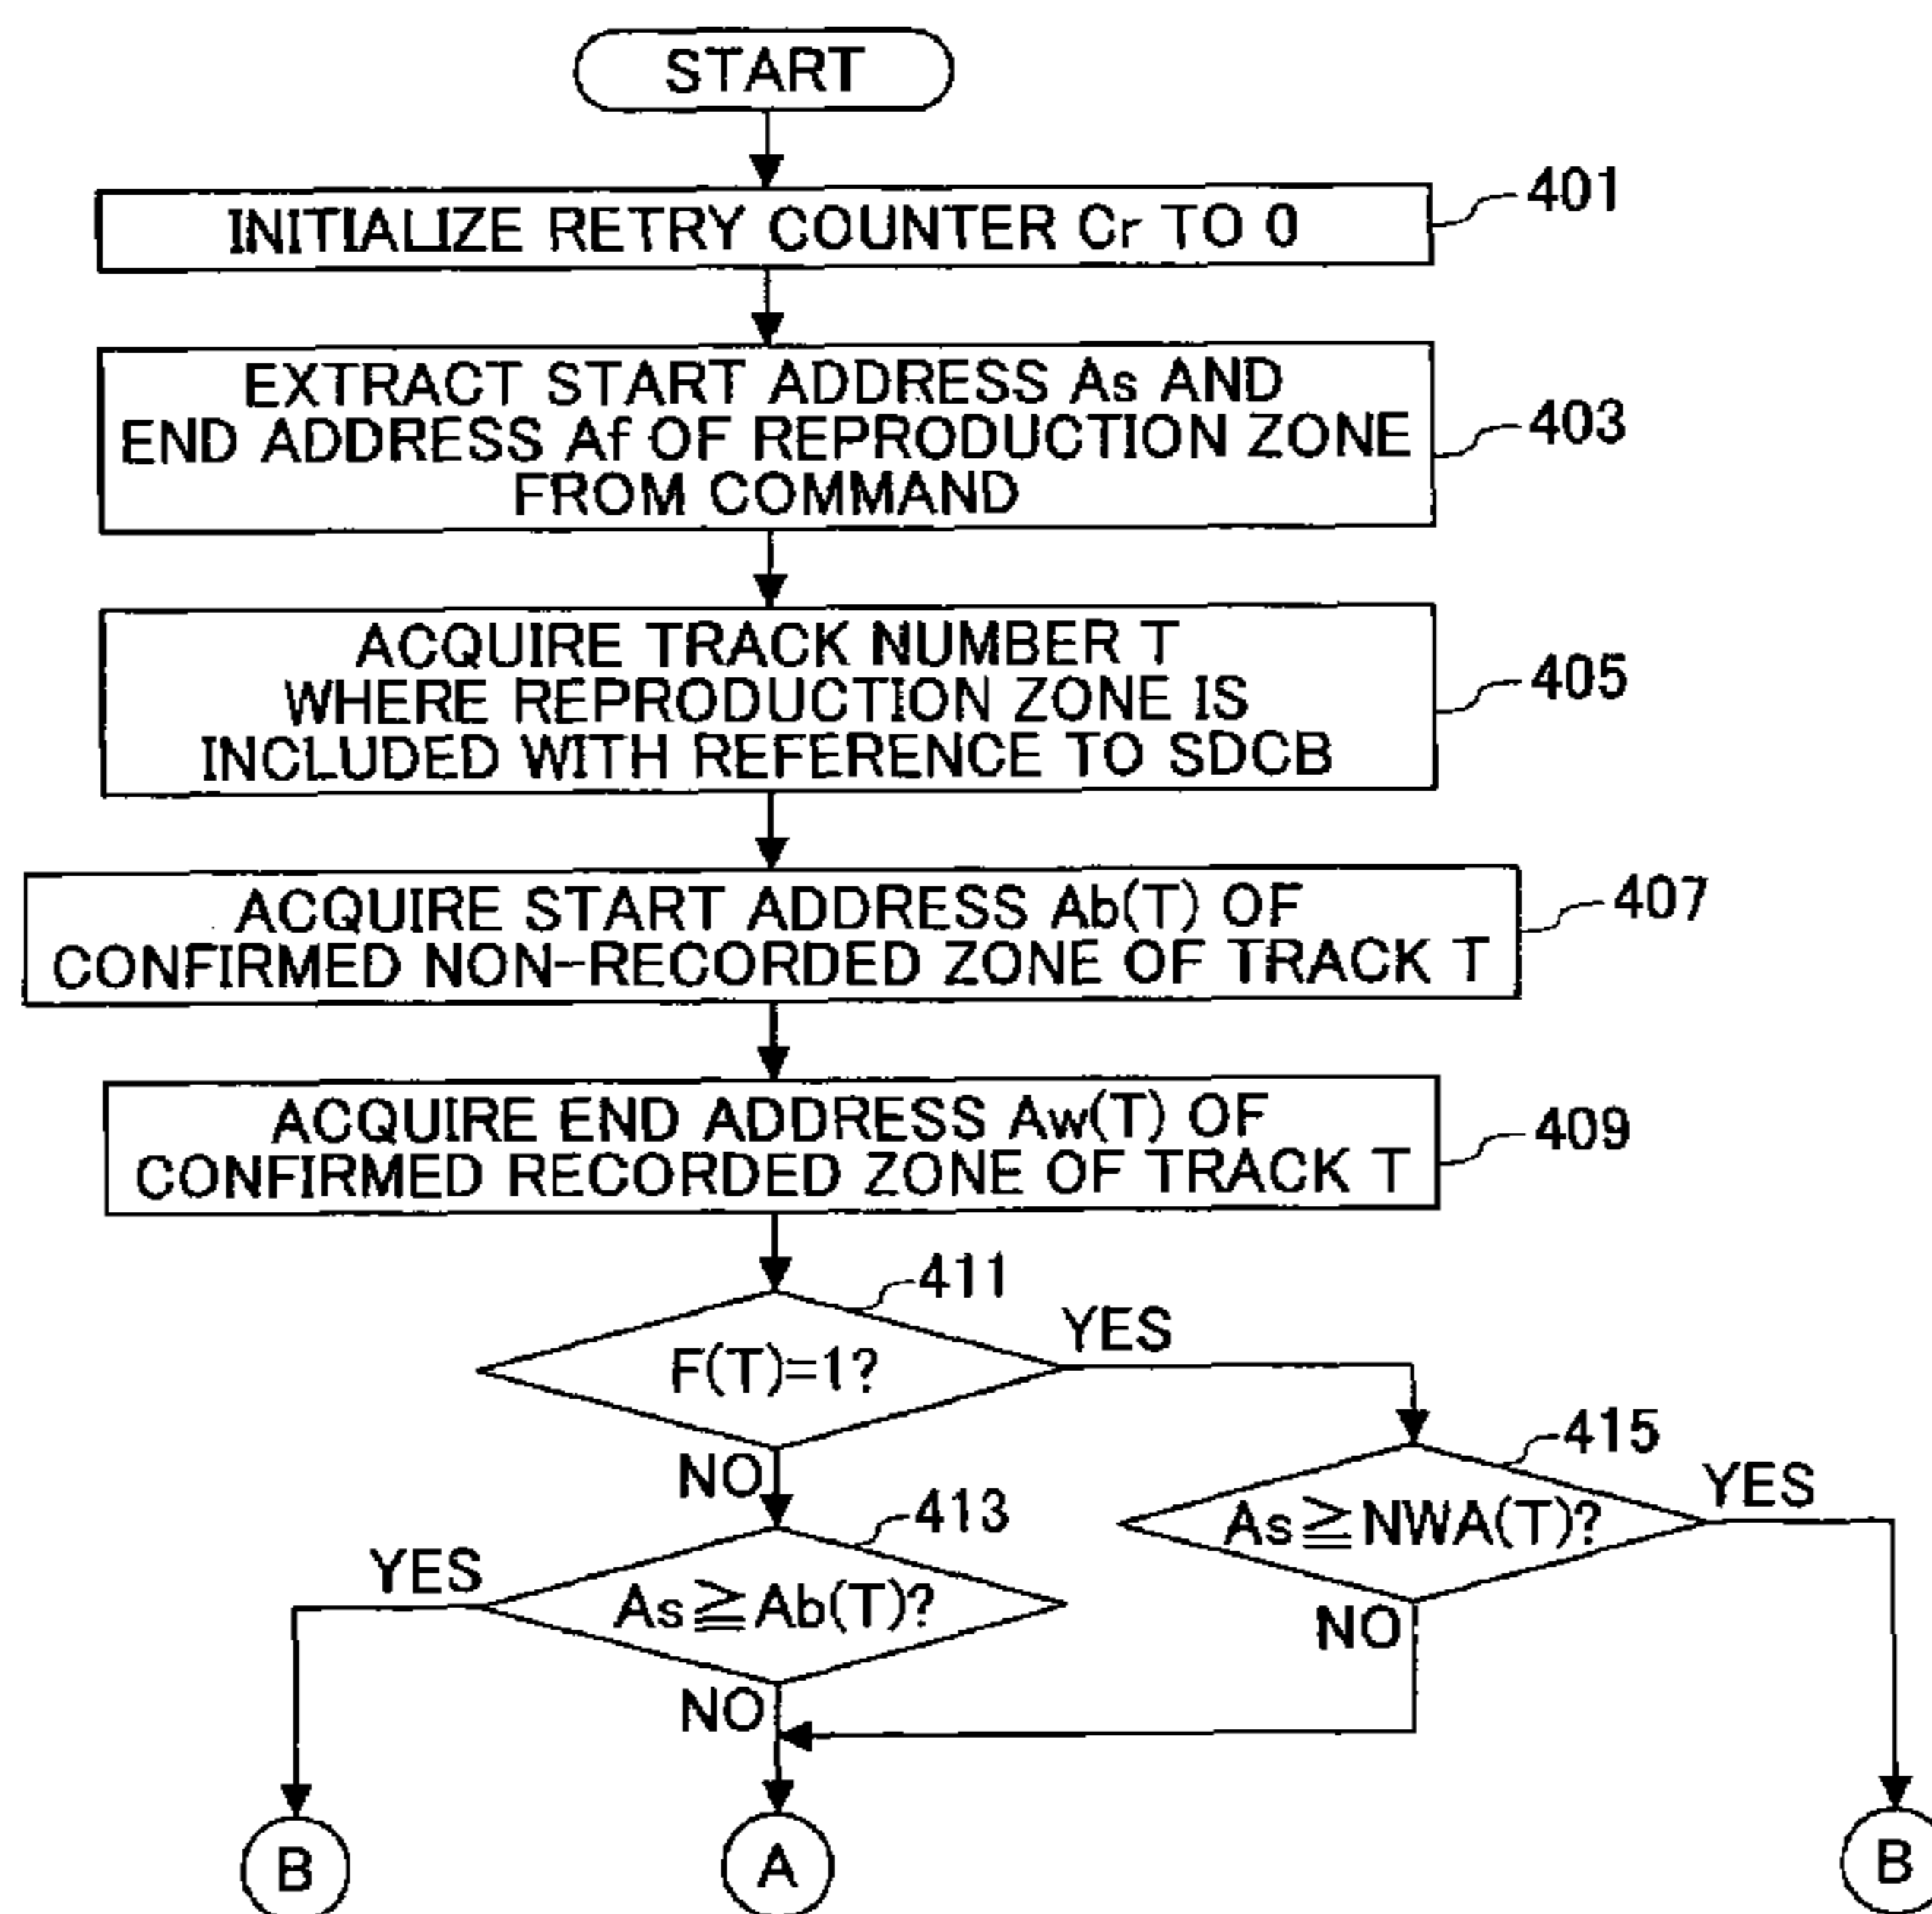 START
INITIALIZE RETRY COUNTER Cr TO 0
401
EXTRACT START ADDRESS As AND
END ADDRESS Af OF REPRODUCTION ZONE
FROM COMMAND
403
ACQUIRE TRACK NUMBER T
WHERE REPRODUCTION ZONE IS
INCLUDED WITH REFERENCE TO SDCB
405
ACQUIRE START ADDRESS Ab(T) OF
CONFIRMED NON-RECORDED ZONE OF TRACK T
407
ACQUIRE END ADDRESS Aw(T) OF
CONFIRMED RECORDED ZONE OF TRACK T
409
411
F(T)=1?
YES
NO
415
As≧NWA(T)?
YES
NO
413
As≧Ab(T)?
YES
NO
B
A
B